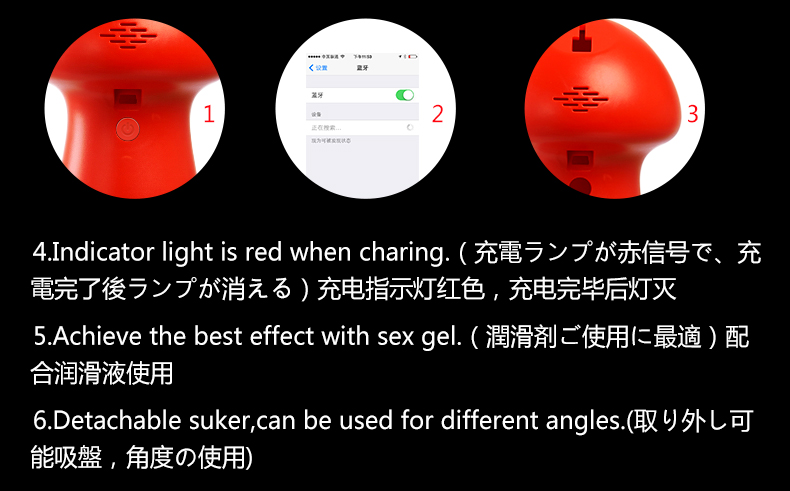 1
2
3
下午11:53
设置
蓝牙
蓝牙
设备
正在搜索...
4.Indicator light is red when charing.(充電ランプが赤信号で、充
電完了後ランプが消える)充电指示灯红色，充电完毕后灯灭
5.Achieve the best effect with sex gel.(潤滑剤ご使用に最適)配
合润滑液使用
6.Detachable suker,can be used for different angles.(取り外し可
能吸盤，角度の使用)